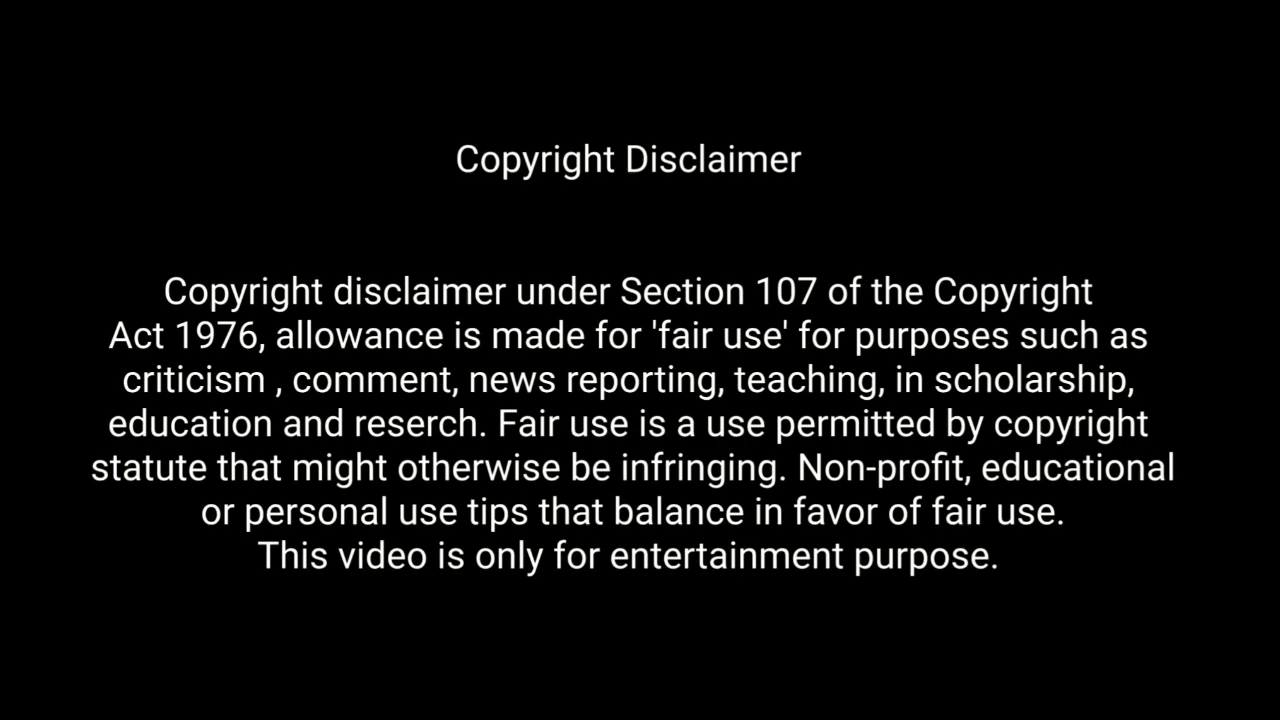 Copyright Disclaimer
Copyright disclaimer under Section 107 of the Copyright
Act 1976, allowance is made for 'fair use' for purposes such as
criticism , comment, news reporting, teaching, in scholarship,
education and reserch. Fair use is a use permitted by copyright
statute that might otherwise be infringing. Non-profit, educational
or personal use tips that balance in favor of fair use.
This video is only for entertainment purpose.